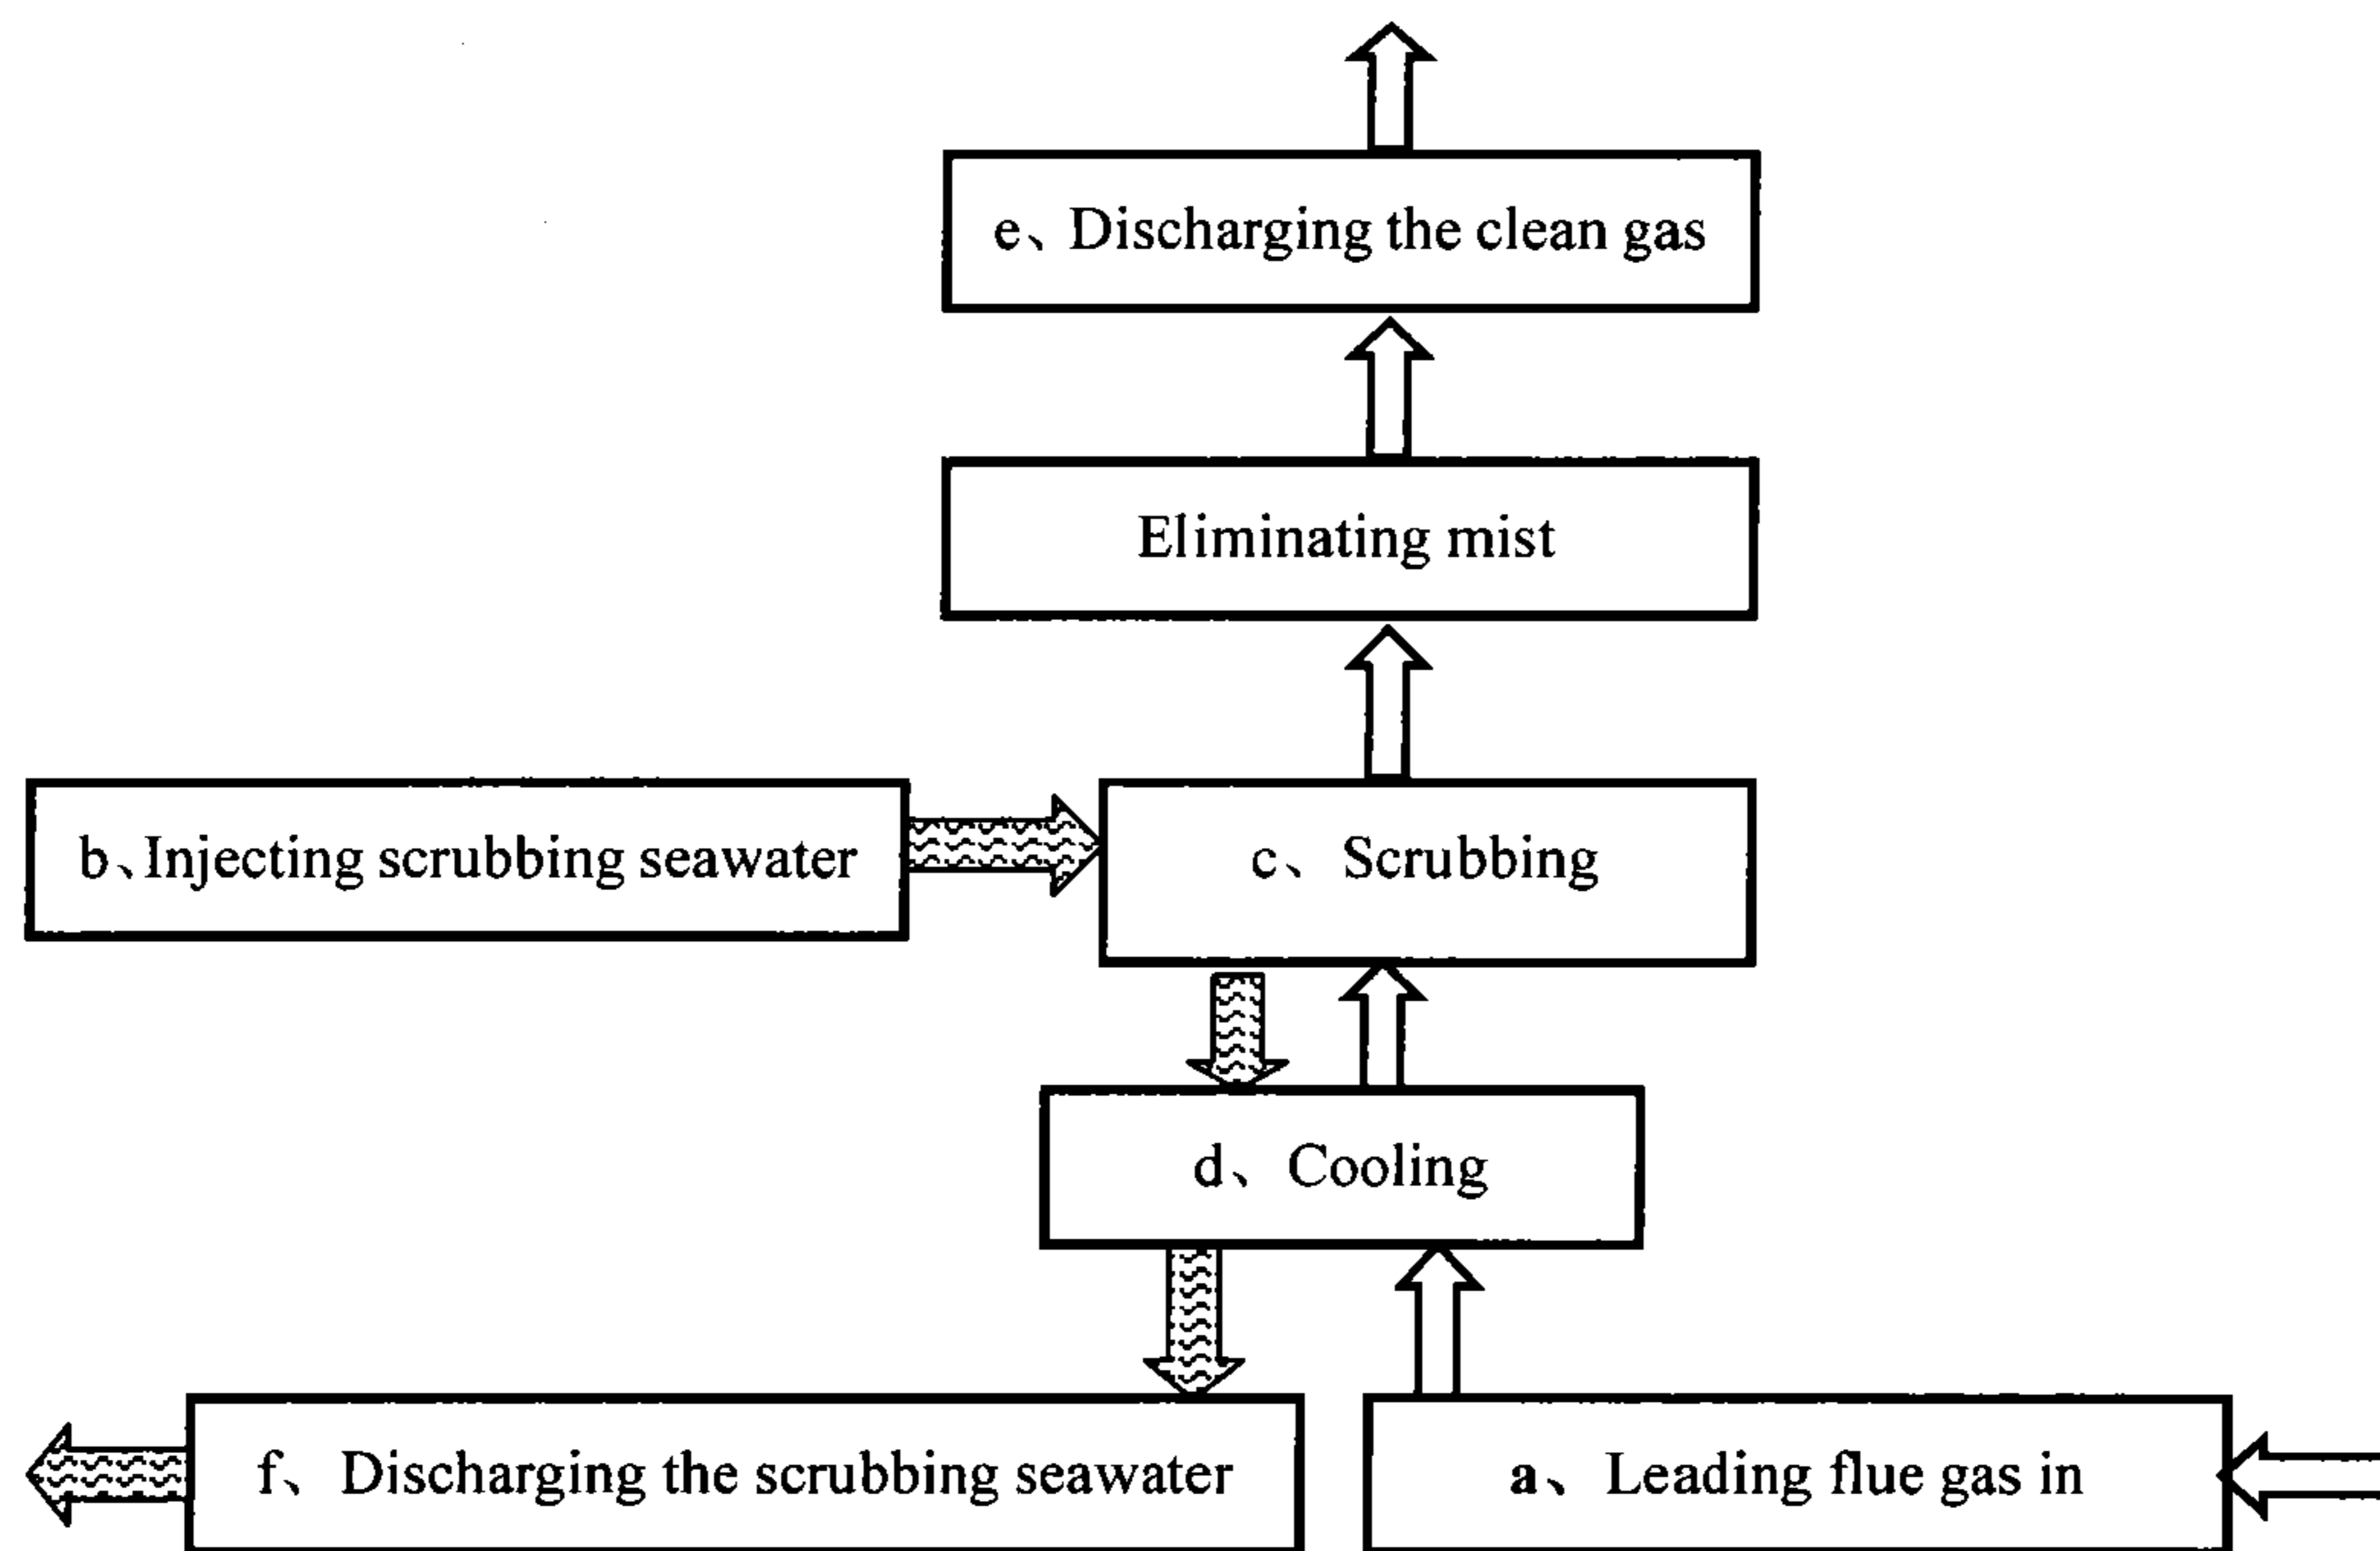 e、Discharging the clean gas
Eliminating mist
b、Injecting scrubbing seawater
c、 Scrubbing
d、 Cooling
f、 Discharging the scrubbing seawater
a、 Leading flue gas in